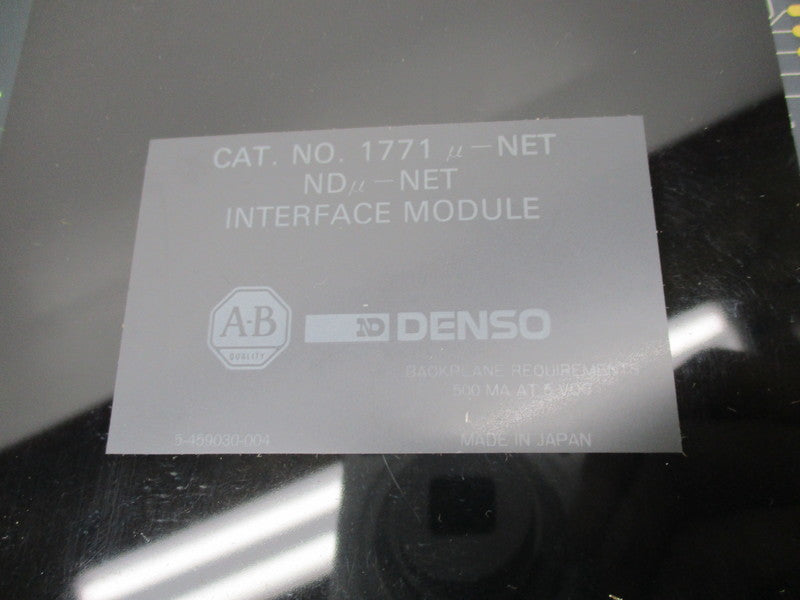 CAT. NO. 1771 μ-NET
NDμ-NET
INTERFACE MODULE
A-B
QUALITY
ND DENSO
BACKPLANE REQUIREMENTS
500 MA AT 5 VDC
5-459030-004
MADE IN JAPAN